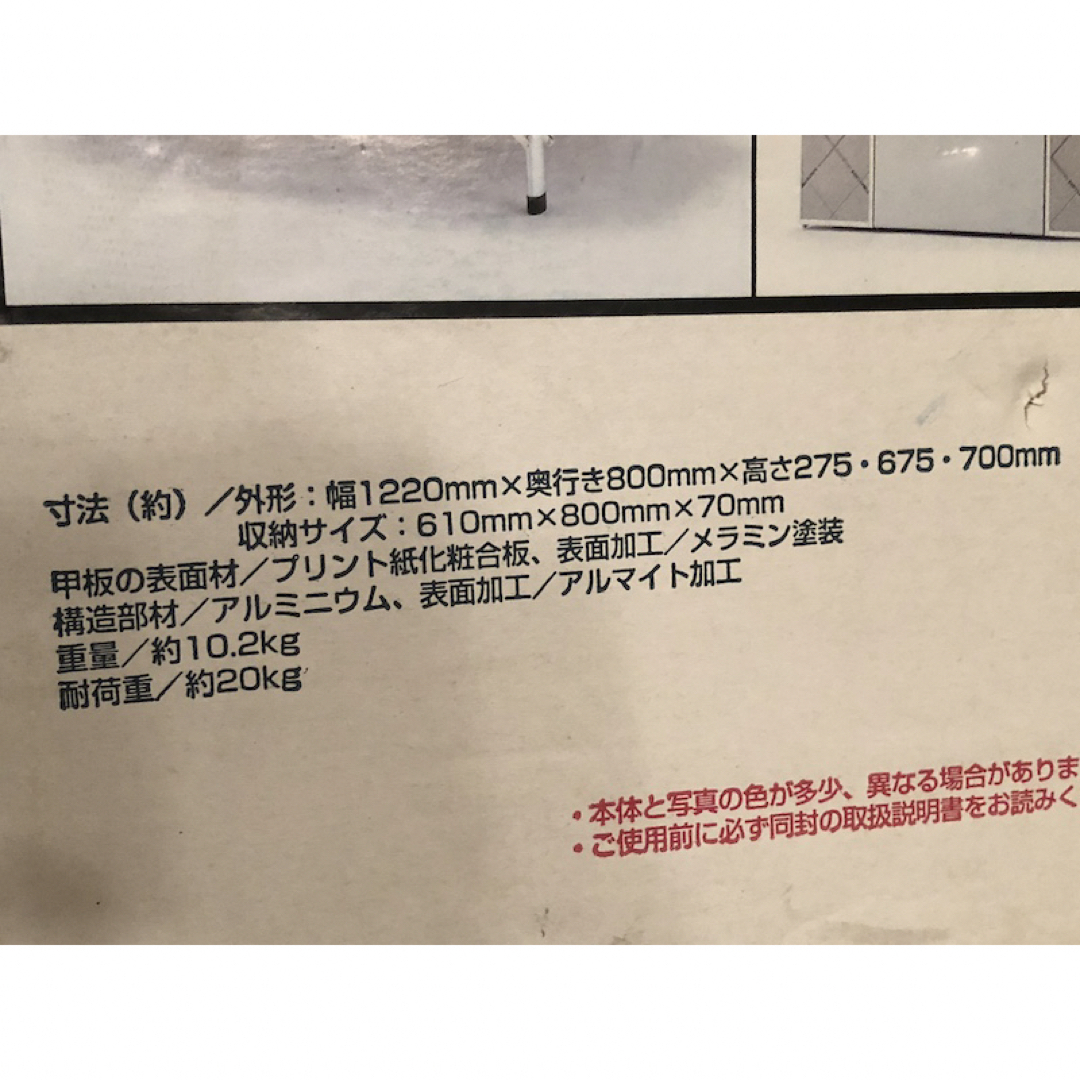 寸法（約）／外形：幅1220mm×奥行き800mm×高さ275・675・700mm
収納サイズ：610mm×800mm×70mm
甲板の表面材／プリント紙化粧合板、表面加工／メラミン塗装
構造部材／アルミニウム、表面加工／アルマイト加工
重量／約10.2kg
耐荷重／約20kg
・本体と写真の色が多少、異なる場合がありま
・ご使用前に必ず同封の取扱説明書をお読みく